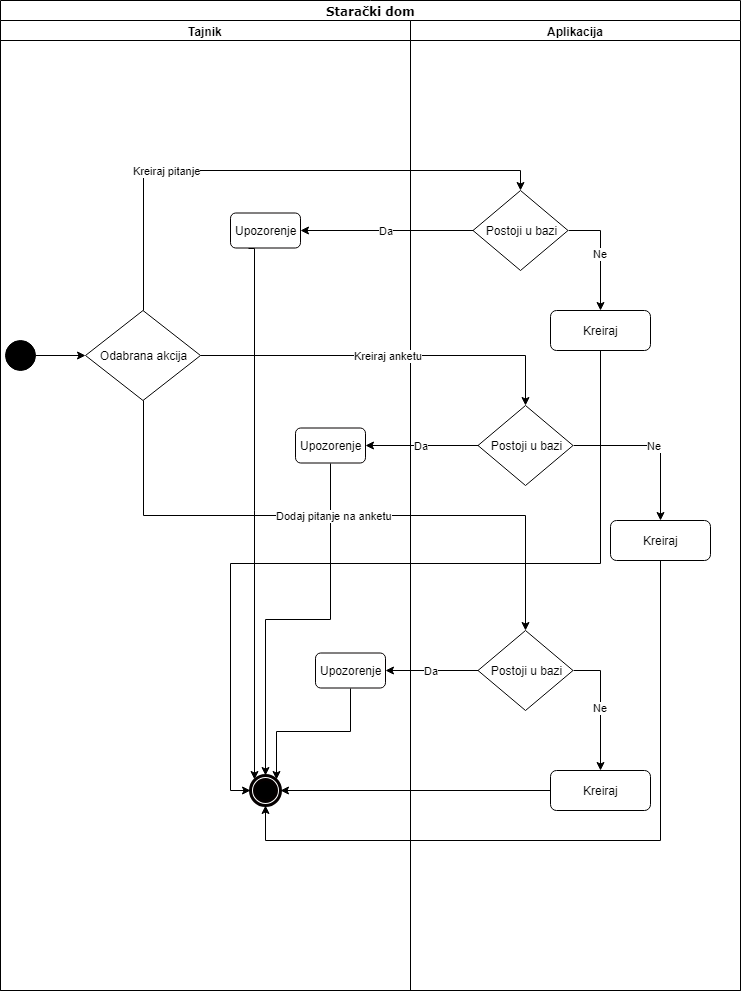 Starački dom
Tajnik
Aplikacija
Kreiraj pitanje
Upozorenje
Da
Postoji u bazi
Ne
Kreiraj
Odabrana akcija
Kreiraj anketu
Upozorenje
Da
Postoji u bazi
Ne
Dodaj pitanje na anketu
Kreiraj
Upozorenje
Da
Postoji u bazi
Ne
Kreiraj